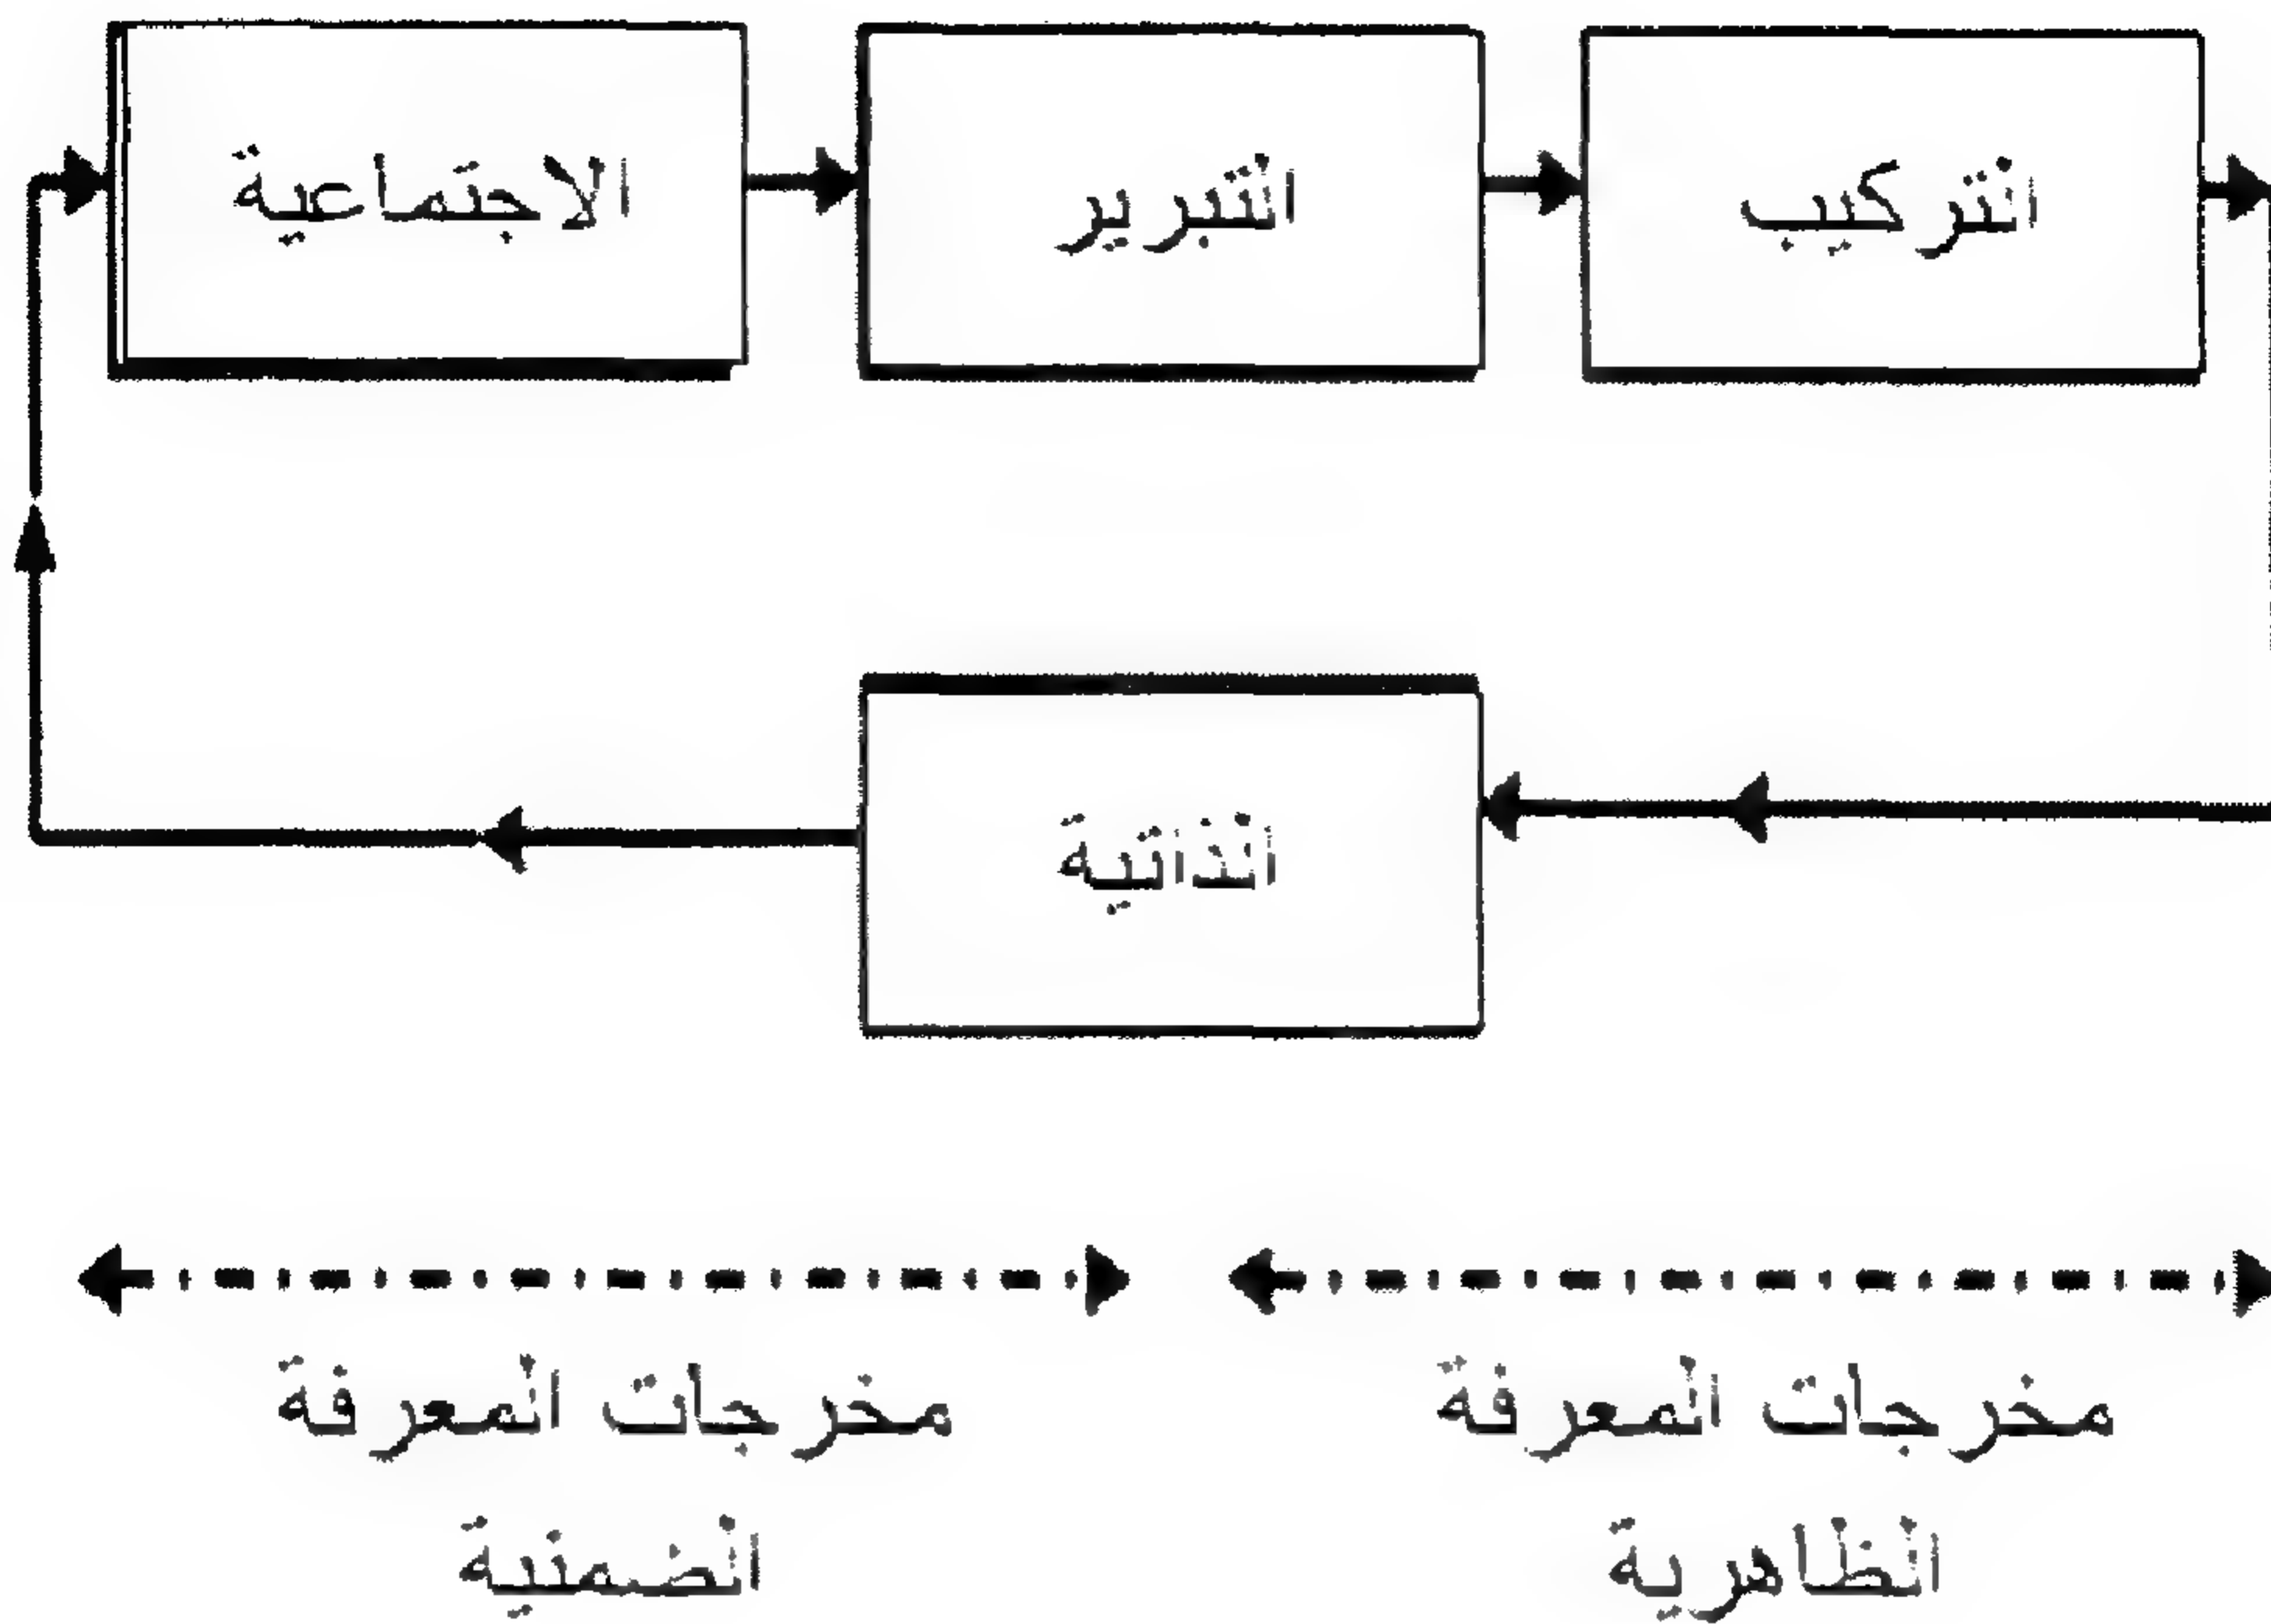 الاجتماعية
التبرير
التركيب
الذاتية
مخرجات المعرفة
الضمنية
مخرجات المعرفة
الظاهرية